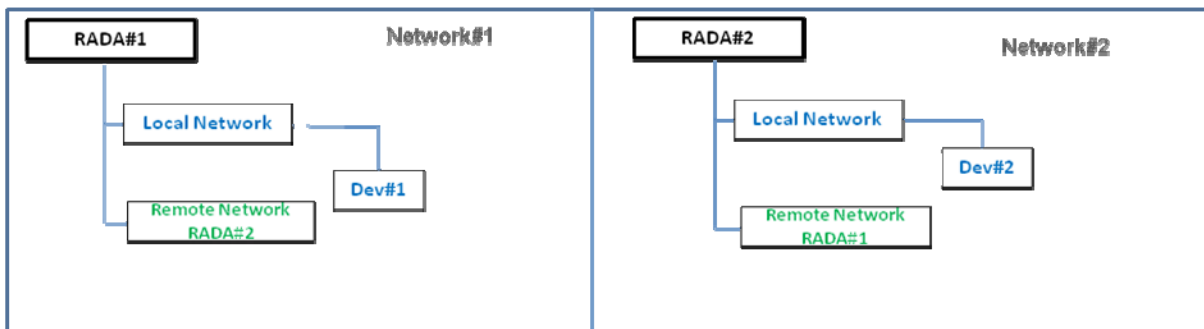 RADA#1
Network#1
Local Network
Dev#1
Remote Network
RADA#2
RADA#2
Network#2
Local Network
Dev#2
Remote Network
RADA#1